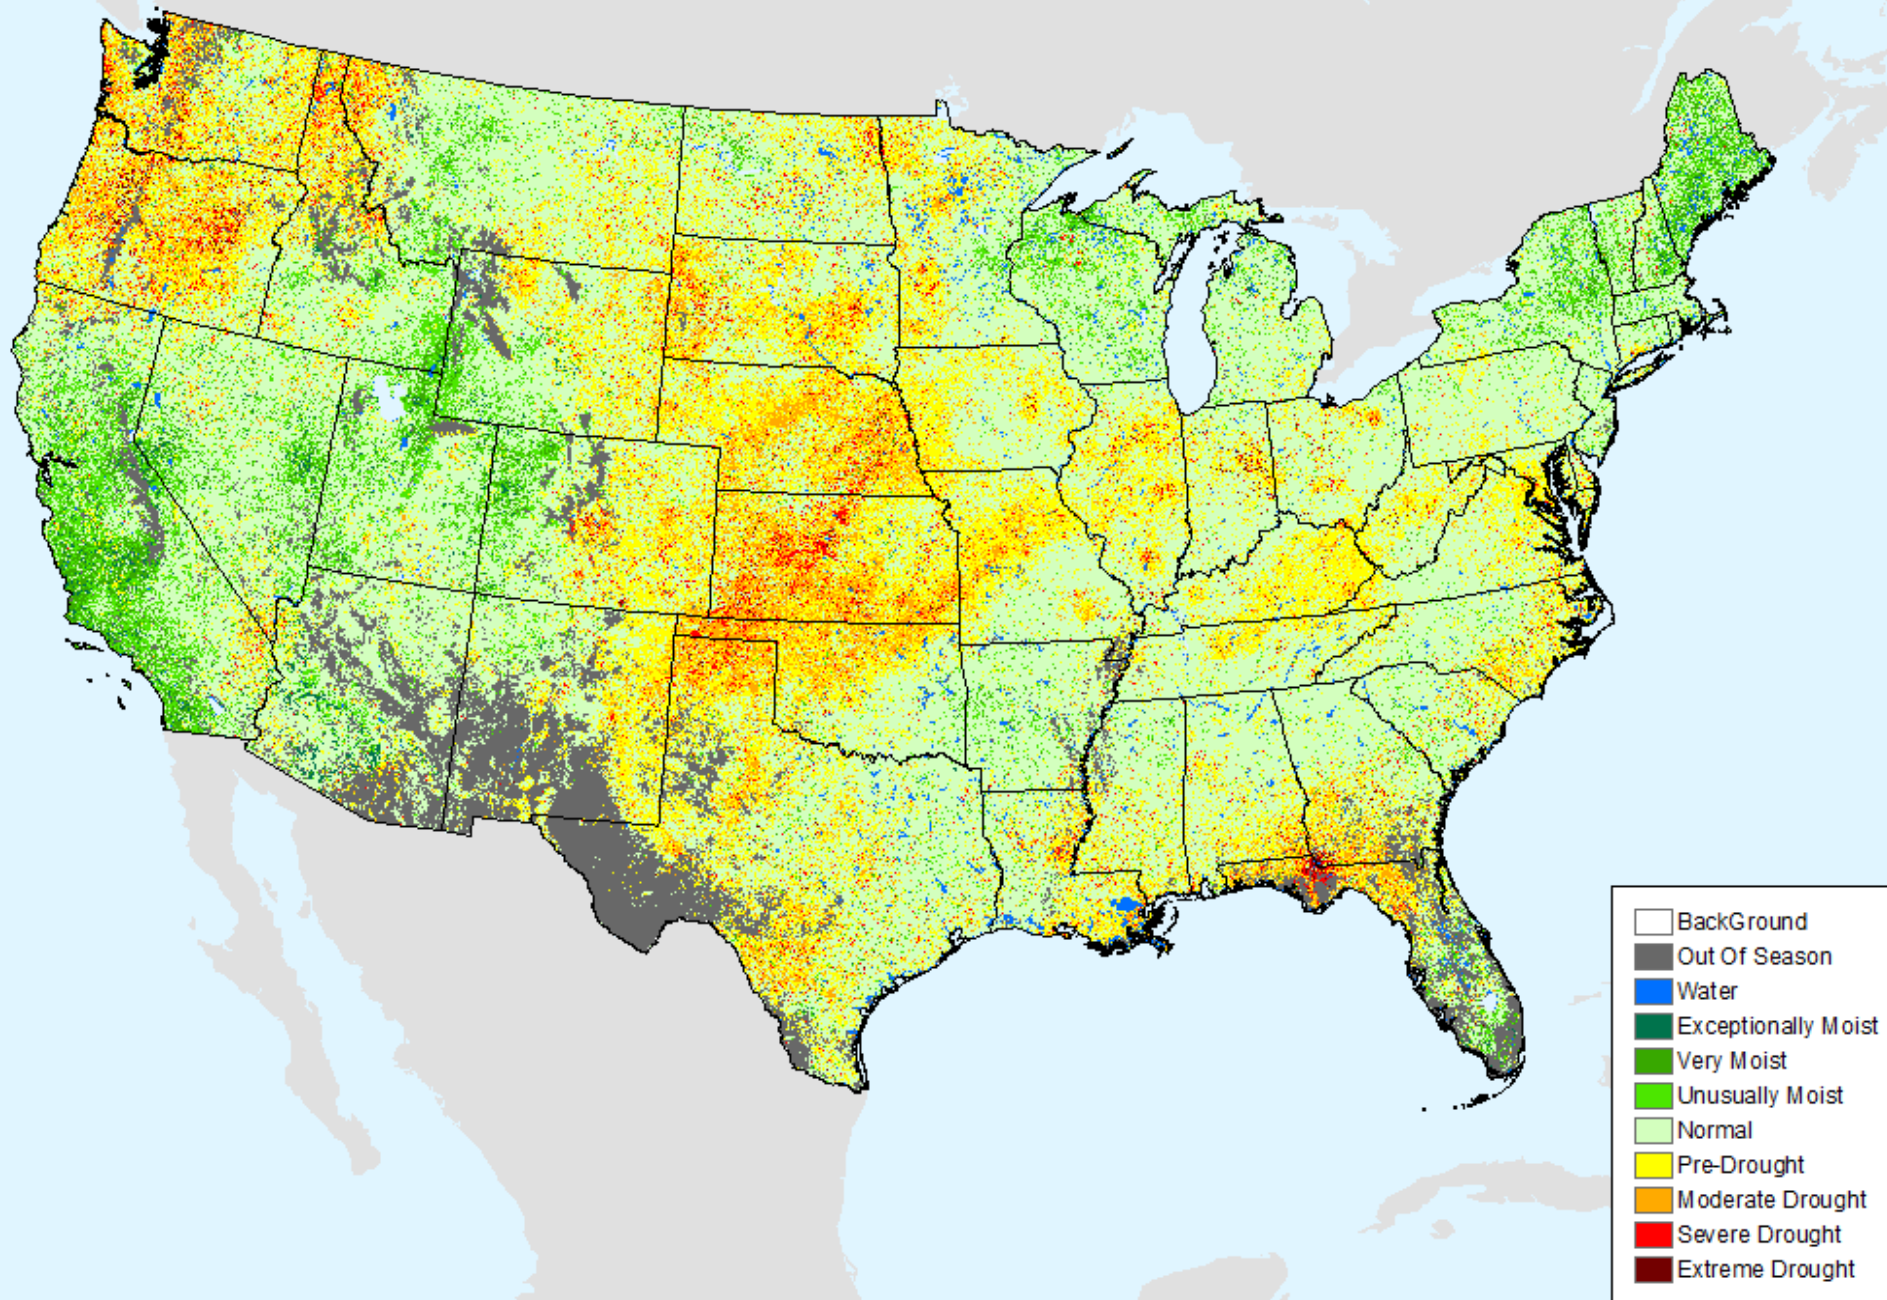 BackGround
Out Of Season
Water
Exceptionally Moist
Very Moist
Unusually Moist
Normal
Pre-Drought
Moderate Drought
Severe Drought
Extreme Drought